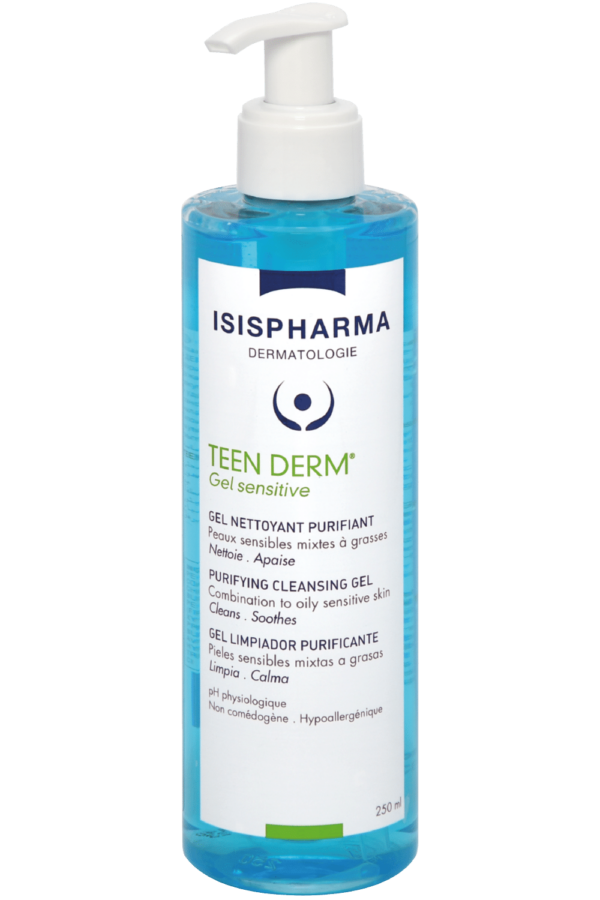 ISISPHARMA
DERMATOLOGIE
TEEN DERM®
Gel sensitive
GEL NETTOYANT PURIFIANT
Peaux sensibles mixtes à grasses
Nettoie . Apaise
PURIFYING CLEANSING GEL
Combination to oily sensitive skin
Cleans . Soothes
GEL LIMPIADOR PURIFICANTE
Pieles sensibles mixtas a grasas
Limpia . Calma
pH physiologique
Non comédogène . Hypoallergénique
250 ml